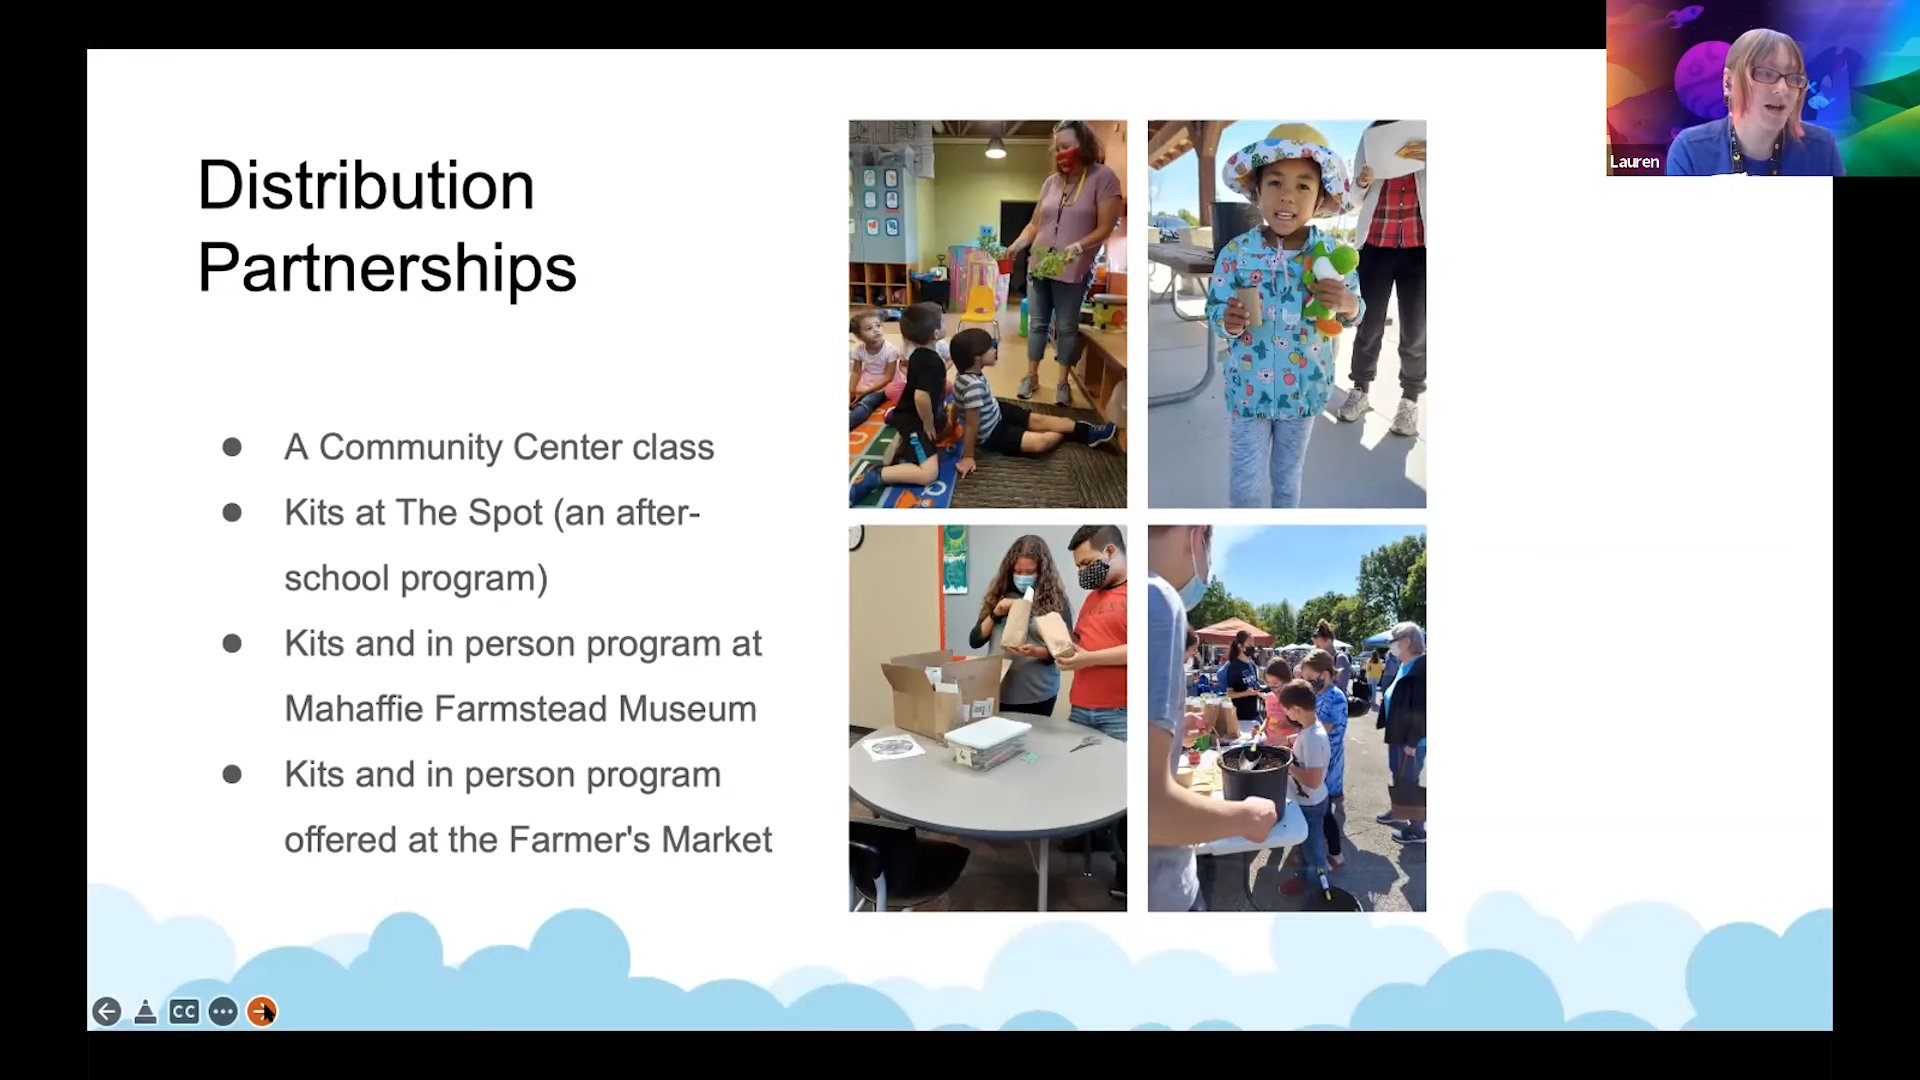 Lauren
Distribution
Partnerships
A Community Center class
Kits at The Spot (an after-
school program)
Kits and in person program at
Mahaffie Farmstead Museum
Kits and in person program
offered at the Farmer's Market
CC